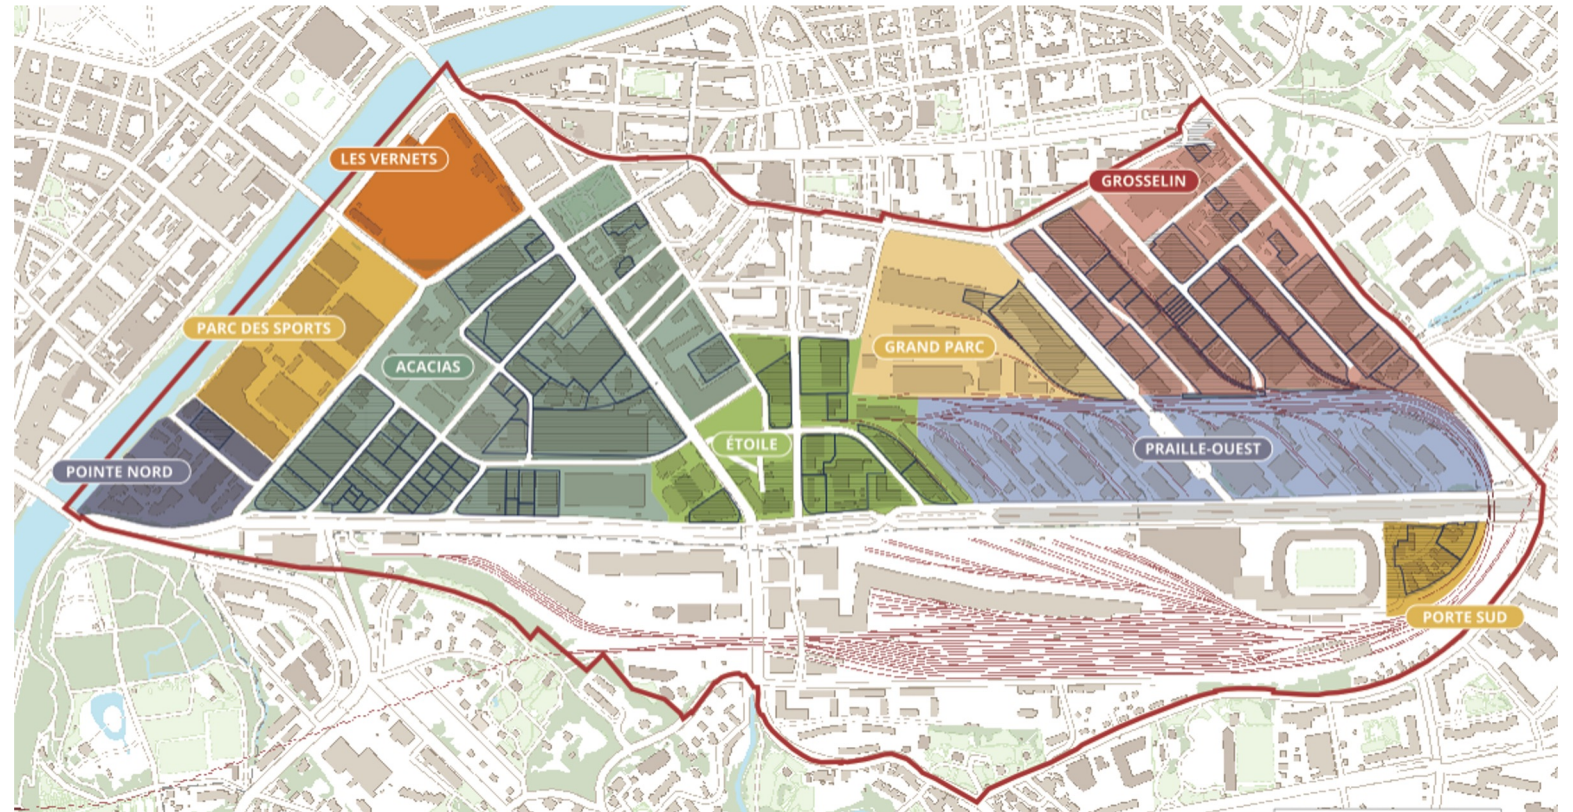 LES VERNETS
GROSSELIN
PARC DES SPORTS
GRAND PARC
ACACIAS
ÉTOILE
PRAILLE-OUEST
POINTE NORD
PORTE SUD